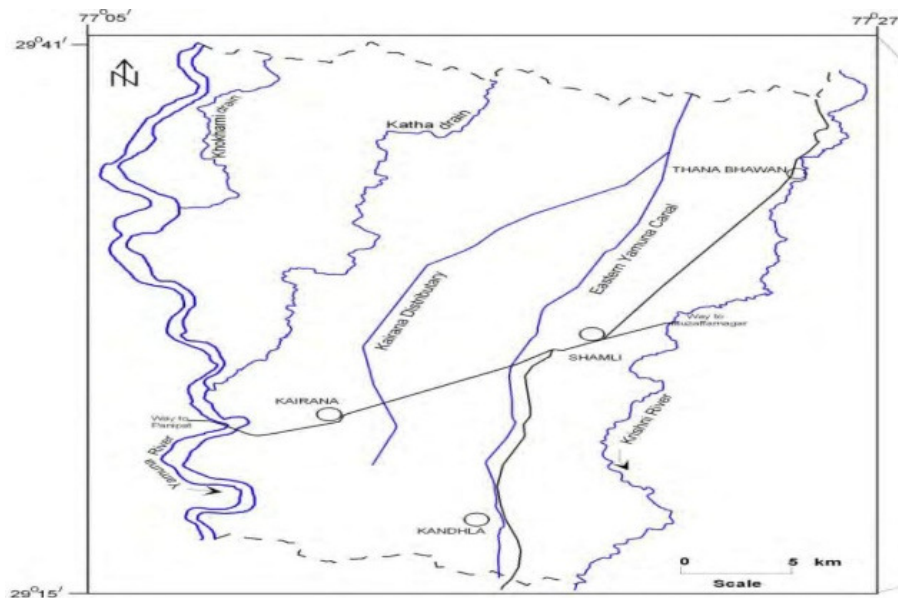 77°05′
77°27′
29°41′
N
Khokhami drain
Katha drain
THANA BHAWAN
Eastern Yamuna Canal
Kairana Distributary
Way to
Muzaffarnagar
SHAMLI
KAIRANA
Way to
Panipat
Yamuna River
Krishni River
KANDHLA
0 5 km
Scale
29°15′